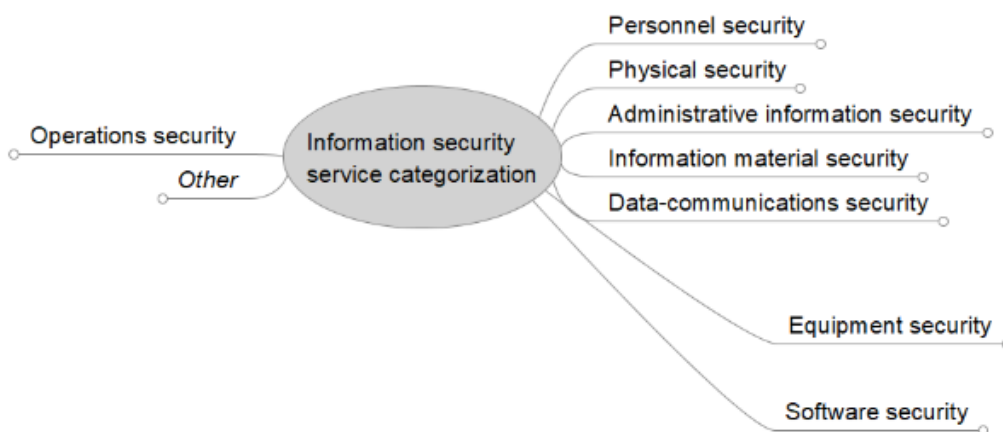 Personnel security
Physical security
Administrative information security
Information material security
Data-communications security
Operations security
Other
Information security
service categorization
Equipment security
Software security